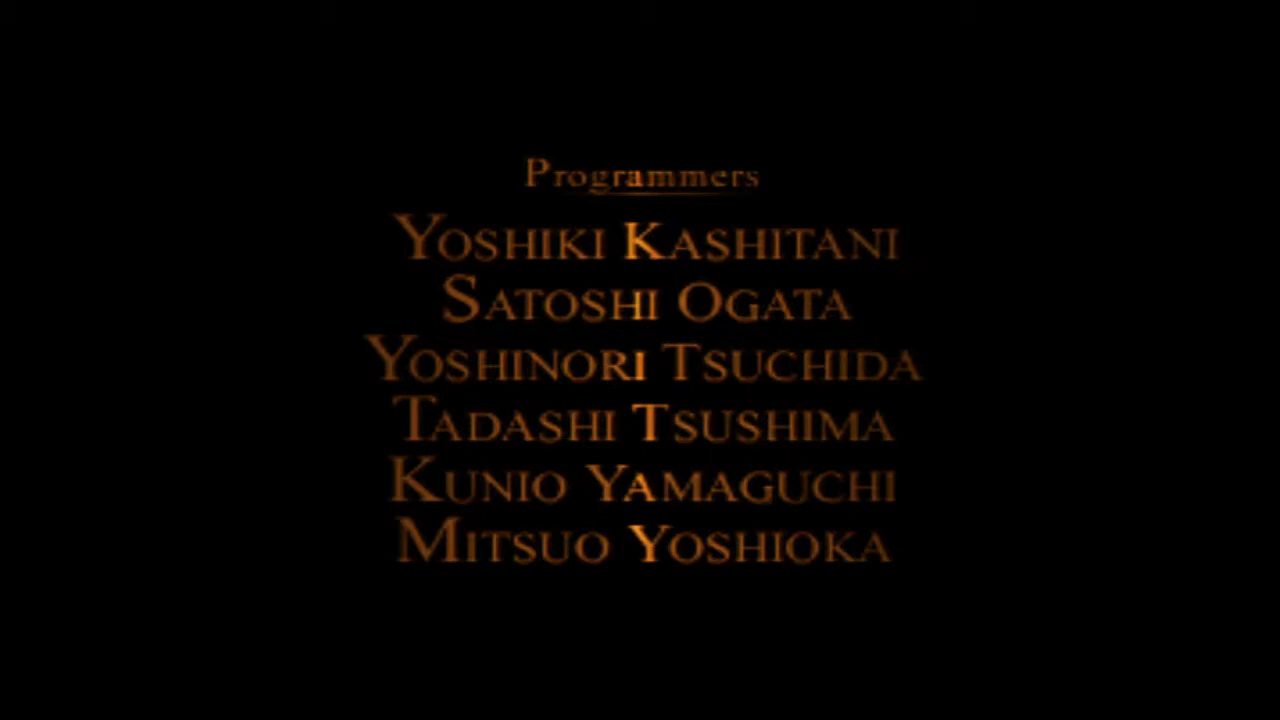 Programmers
YOSHIKI KASHITANI
SATOSHI OGATA
YOSHINORI TSUCHIDA
TADASHI TSUSHIMA
KUNIO YAMAGUCHI
MITSUO YOSHIOKA